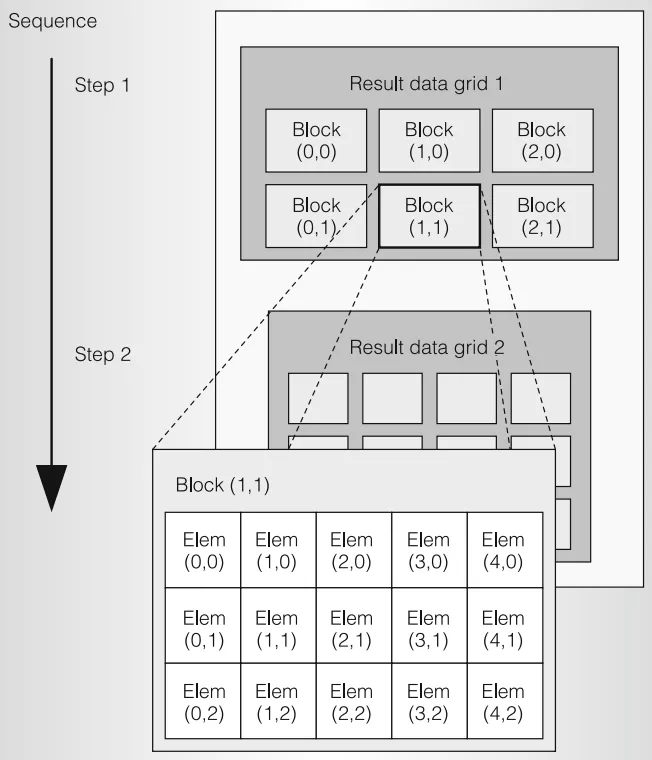 Sequence
Step 1
Result data grid 1
Block Block Block
(0,0) (1,0) (2,0)
Block Block Block
(0,1) (1,1) (2,1)
Step 2
Result data grid 2
Block (1,1)
Elem Elem Elem Elem Elem
(0,0) (1,0) (2,0) (3,0) (4,0)
Elem Elem Elem Elem Elem
(0,1) (1,1) (2,1) (3,1) (4,1)
Elem Elem Elem Elem Elem
(0,2) (1,2) (2,2) (3,2) (4,2)